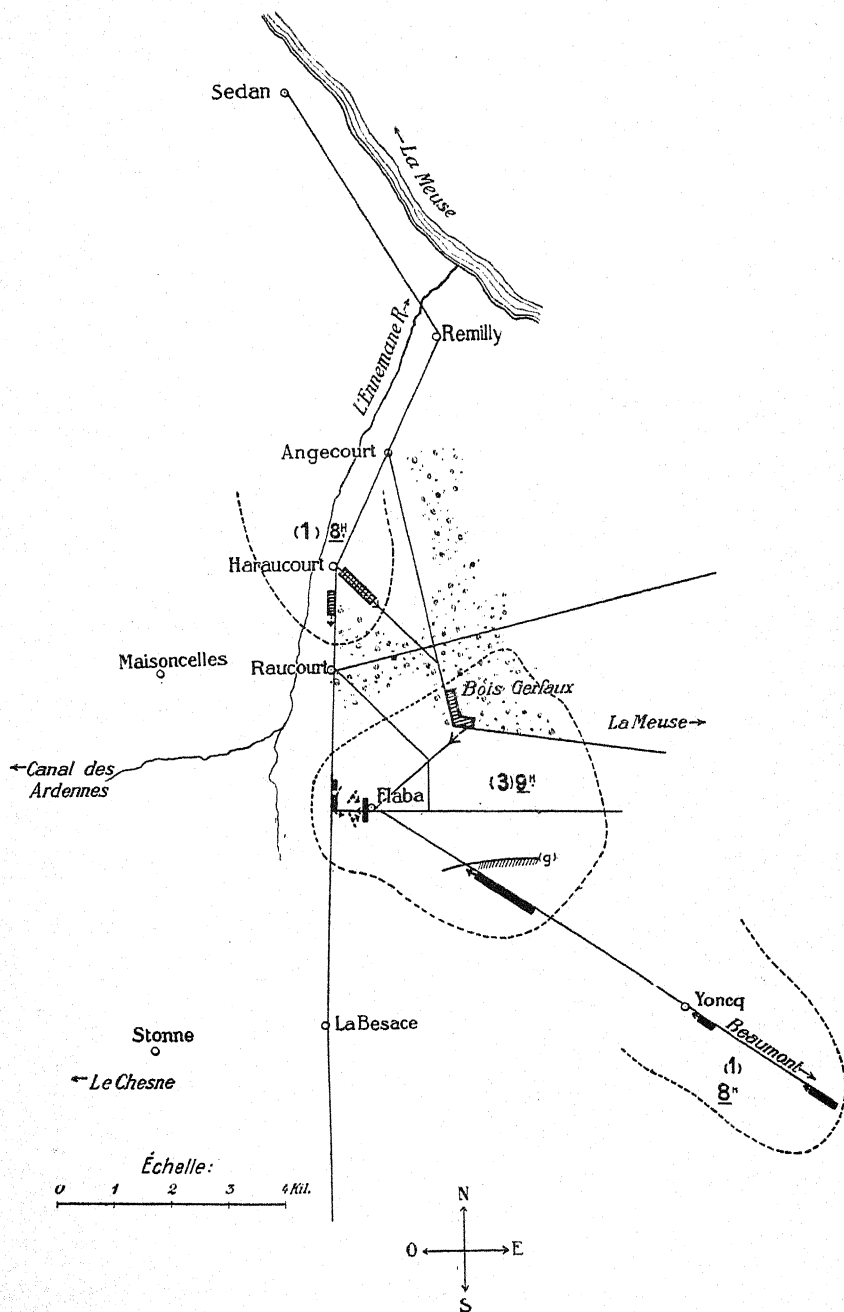 Sedan
←La Meuse
L'Ennemane R→
Remilly
Angecourt
(1) 8H.
Haraucourt
Maisoncelles
Raucourt
Bois Gerfaux
La Meuse→
←Canal des
Ardennes
Flaba
(3) 9H.
(g)
Yoncq
Beaumont→
(1)
8H
La Besace
Stonne
←Le Chesne
Échelle:
0 1 2 3 4 Kil.
N
O E
S